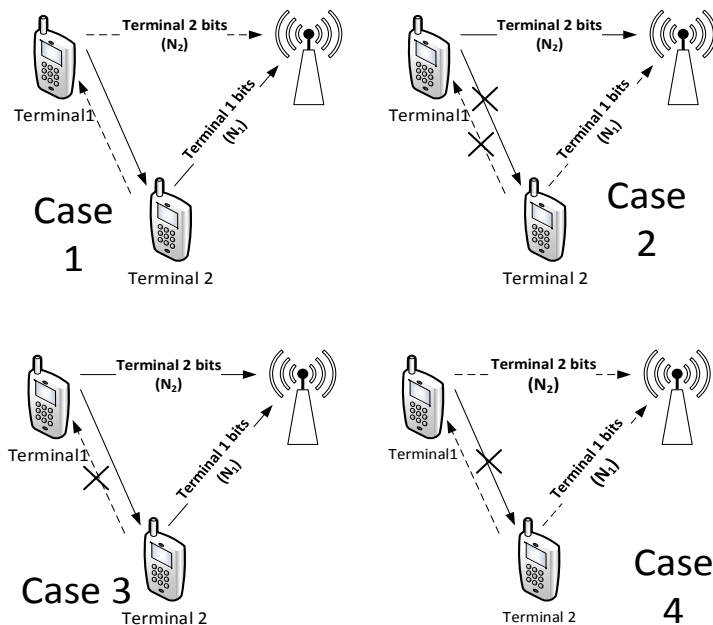 Terminal 2 bits
(N₂)
Terminal1
Terminal 1 bits
(N₁)
Terminal 2
Case
1
Terminal 2 bits
(N₂)
Terminal1
Terminal 1 bits
(N₁)
Terminal 2
Case
2
Terminal 2 bits
(N₂)
Terminal1
Terminal 1 bits
(N₁)
Terminal 2
Case 3
Terminal 2 bits
(N₂)
Terminal1
Terminal 1 bits
(N₁)
Terminal 2
Case
4